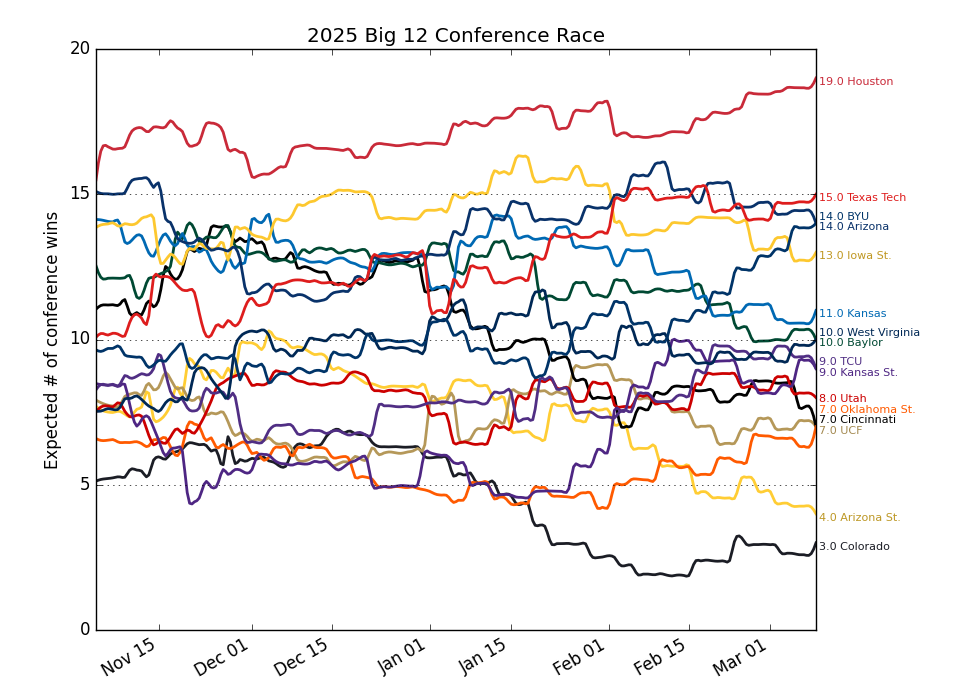 2025 Big 12 Conference Race
Expected # of conference wins
20
15
10
5
0
Nov 15
Dec 01
Dec 15
Jan 01
Jan 15
Feb 01
Feb 15
Mar 01
19.0 Houston
15.0 Texas Tech
14.0 BYU
14.0 Arizona
13.0 Iowa St.
11.0 Kansas
10.0 West Virginia
10.0 Baylor
9.0 TCU
9.0 Kansas St.
8.0 Utah
7.0 Oklahoma St.
7.0 Cincinnati
7.0 UCF
4.0 Arizona St.
3.0 Colorado